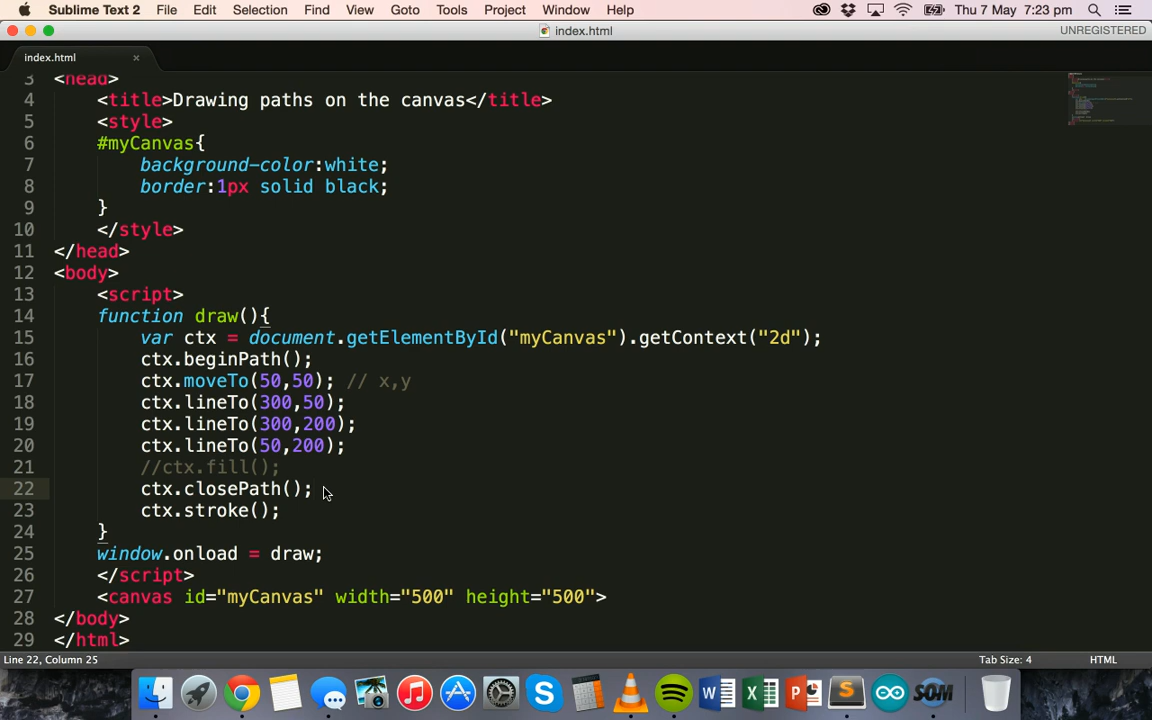 Sublime Text 2 File Edit Selection Find View Goto Tools Project Window Help Thu 7 May 7:23 pm
index.html UNREGISTERED
index.html ×
3 <head>
4 <title>Drawing paths on the canvas</title>
5 <style>
6 #myCanvas{
7 background-color:white;
8 border:1px solid black;
9 }
10 </style>
11 </head>
12 <body>
13 <script>
14 function draw(){
15 var ctx = document.getElementById("myCanvas").getContext("2d");
16 ctx.beginPath();
17 ctx.moveTo(50,50); // x,y
18 ctx.lineTo(300,50);
19 ctx.lineTo(300,200);
20 ctx.lineTo(50,200);
21 //ctx.fill();
22 ctx.closePath();
23 ctx.stroke();
24 }
25 window.onload = draw;
26 </script>
27 <canvas id="myCanvas" width="500" height="500">
28 </body>
29 </html>
Line 22, Column 25 Tab Size: 4 HTML
W X P S SOM